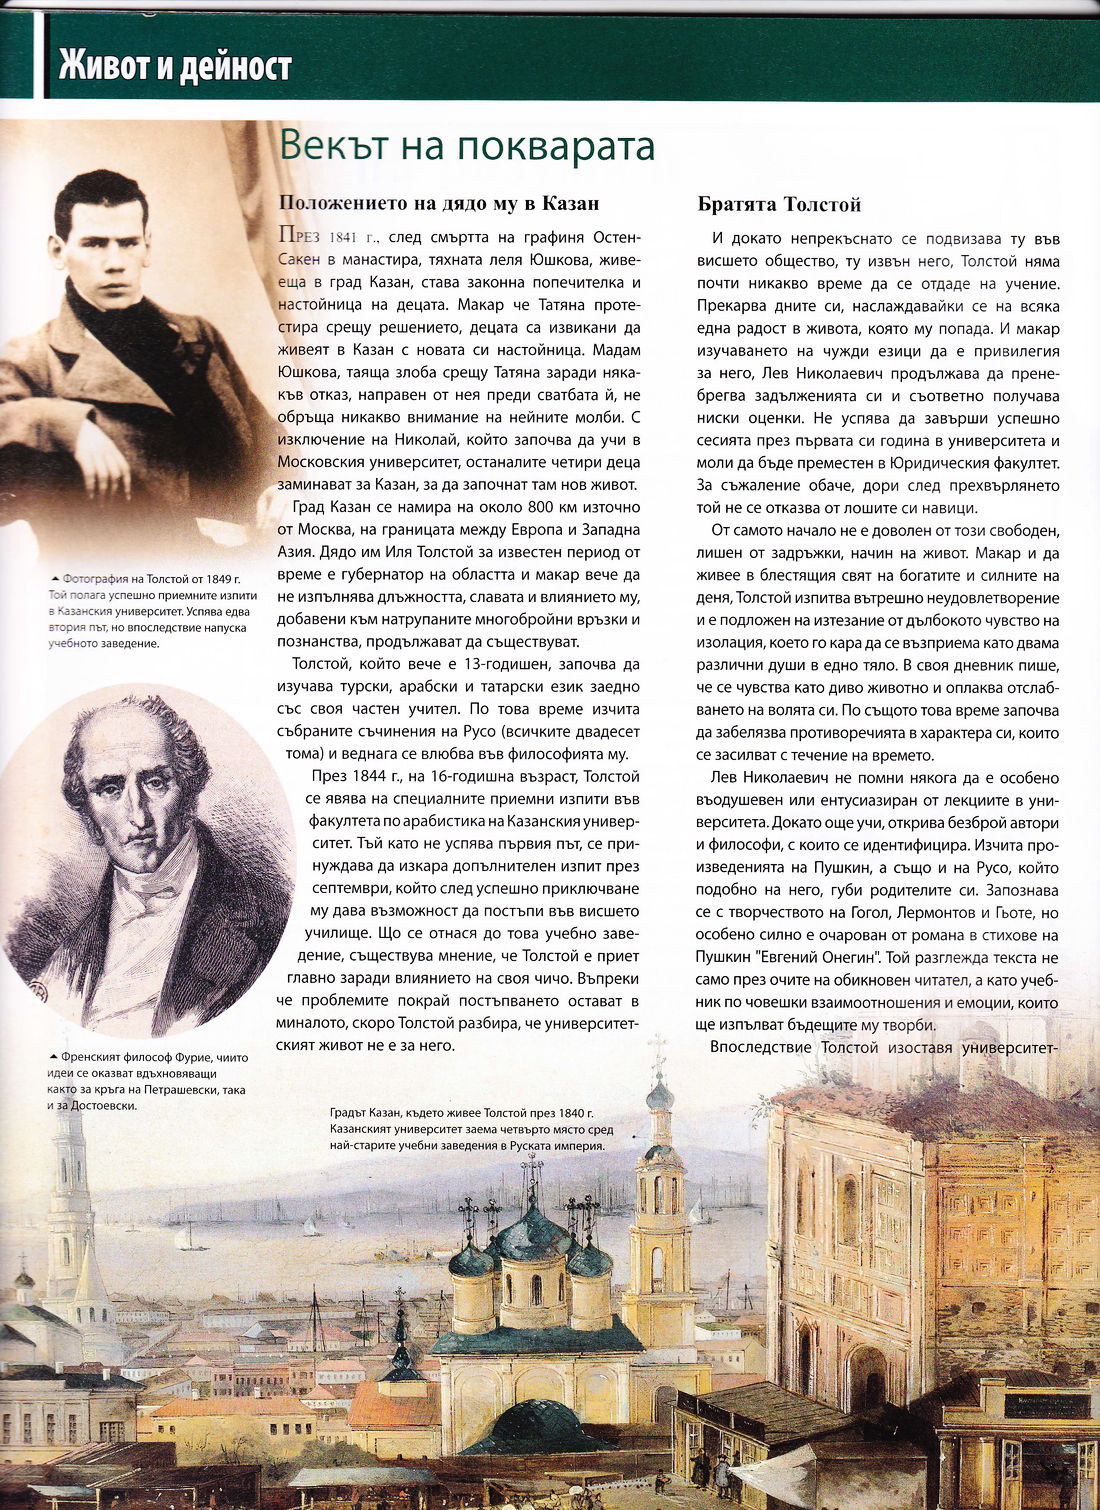 Живот и дейност
Векът на покварата
Положението на дядо му в Казан
През 1841 г., след смъртта на графиня Остен-
Сакен в манастира, тяхната леля Юшкова, живе-
еща в град Казан, става законна попечителка и
настойница на децата. Макар че Татяна проте-
стира срещу решението, децата са извикани да
живеят в Казан с новата си настойница. Мадам
Юшкова, таяща злоба срещу Татяна заради няка-
къв отказ, направен от нея преди сватбата й, не
обръща никакво внимание на нейните молби. С
изключение на Николай, който започва да учи в
Московския университет, останалите четири деца
заминават за Казан, за да започнат там нов живот.
Град Казан се намира на около 800 км източно
от Москва, на границата между Европа и Западна
Азия. Дядо им Иля Толстой за известен период от
време е губернатор на областта и макар вече да
не изпълнява длъжността, славата и влиянието му,
добавени към натрупаните многобройни връзки и
познанства, продължават да съществуват.
Толстой, който вече е 13-годишен, започва да
изучава турски, арабски и татарски език заедно
със своя частен учител. По това време изчита
събраните съчинения на Русо (всичките двадесет
тома) и веднага се влюбва във философията му.
През 1844 г., на 16-годишна възраст, Толстой
се явява на специалните приемни изпити във
факултета по арабистика на Казанския универ-
ситет. Тъй като не успява първия път, се при-
нуждава да изкара допълнителен изпит през
септември, който след успешно приключване
му дава възможност да постъпи във висшето
училище. Що се отнася до това учебно заве-
дение, съществува мнение, че Толстой е приет
главно заради влиянието на своя чичо. Въпреки
че проблемите покрай постъпването остават в
миналото, скоро Толстой разбира, че университет-
ският живот не е за него.
Братята Толстой
И докато непрекъснато се подвизава ту във
висшето общество, ту извън него, Толстой няма
почти никакво време да се отдаде на учение.
Прекарва дните си, наслаждавайки се на всяка
една радост в живота, която му попада. И макар
изучаването на чужди езици да е привилегия
за него, Лев Николаевич продължава да прене-
брегва задълженията си и съответно получава
ниски оценки. Не успява да завърши успешно
сесията през първата си година в университета и
моли да бъде преместен в Юридическия факултет.
За съжаление обаче, дори след прехвърлянето
той не се отказва от лошите си навици.
От самото начало не е доволен от този свободен,
лишен от задръжки, начин на живот. Макар и да
живее в блестящия свят на богатите и силните на
деня, Толстой изпитва вътрешно неудовлетворение
и е подложен на изтезание от дълбокото чувство на
изолация, което го кара да се възприема като двама
различни души в едно тяло. В своя дневник пише,
че се чувства като диво животно и оплаква отслаб-
ването на волята си. По същото това време започва
да забелязва противоречията в характера си, които
се засилват с течение на времето.
Лев Николаевич не помни някога да е особено
въодушевен или ентусиазиран от лекциите в уни-
верситета. Докато още учи, открива безброй автори
и философи, с които се идентифицира. Изчита про-
изведенията на Пушкин, а също и на Русо, който
подобно на него, губи родителите си. Запознава
се с творчеството на Гогол, Лермонтов и Гьоте, но
особено силно е очарован от романа в стихове на
Пушкин "Евгений Онегин". Той разглежда текста не
само през очите на обикновен читател, а като учеб-
ник по човешки взаимоотношения и емоции, които
ще изпълват бъдещите му творби.
Впоследствие Толстой изоставя университет-
Фотография на Толстой от 1849 г.
Той полага успешно приемните изпити
в Казанския университет. Успява едва
втория път, но впоследствие напуска
учебното заведение.
Френският философ Фурие, чиито
идеи се оказват вдъхновяващи
както за кръга на Петрашевски, така
и за Достоевски.
Градът Казан, където живее Толстой през 1840 г.
Казанският университет заема четвърто място сред
най-старите учебни заведения в Руската империя.